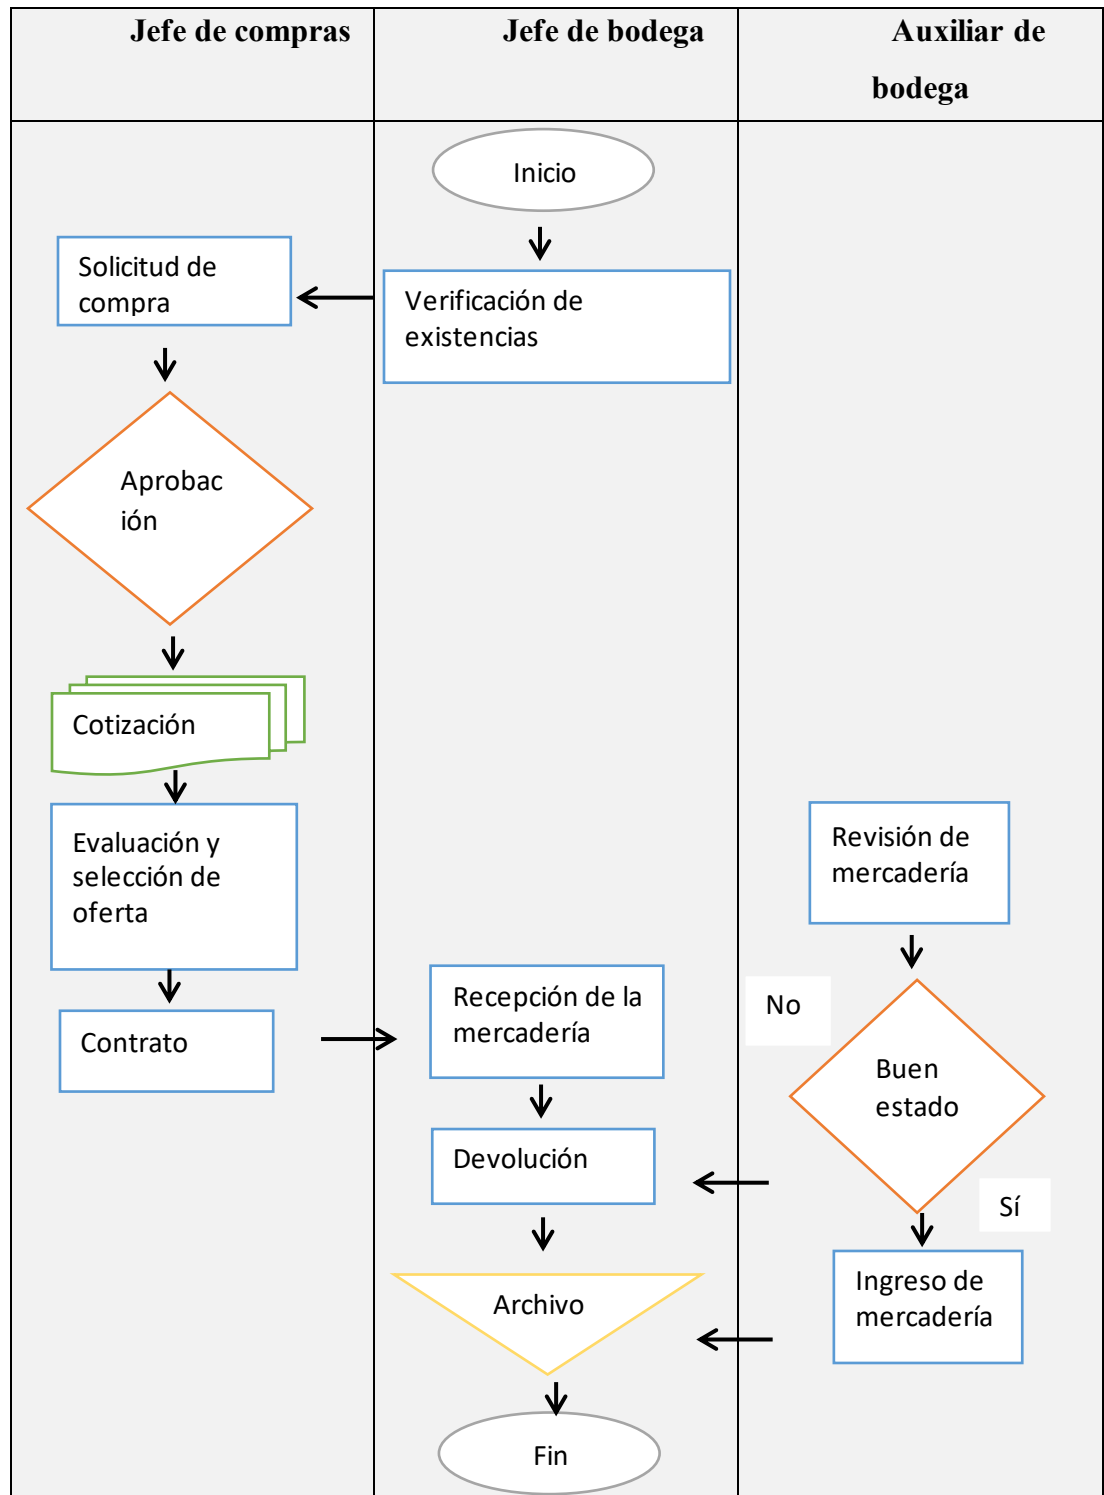 Jefe de compras
Jefe de bodega
Auxiliar de
bodega
Inicio
Solicitud de
compra
Verificación de
existencias
Aprobac
ión
Cotización
Evaluación y
selección de
oferta
Revisión de
mercadería
Contrato
Recepción de la
mercadería
No
Buen
estado
Devolución
Sí
Archivo
Ingreso de
mercadería
Fin